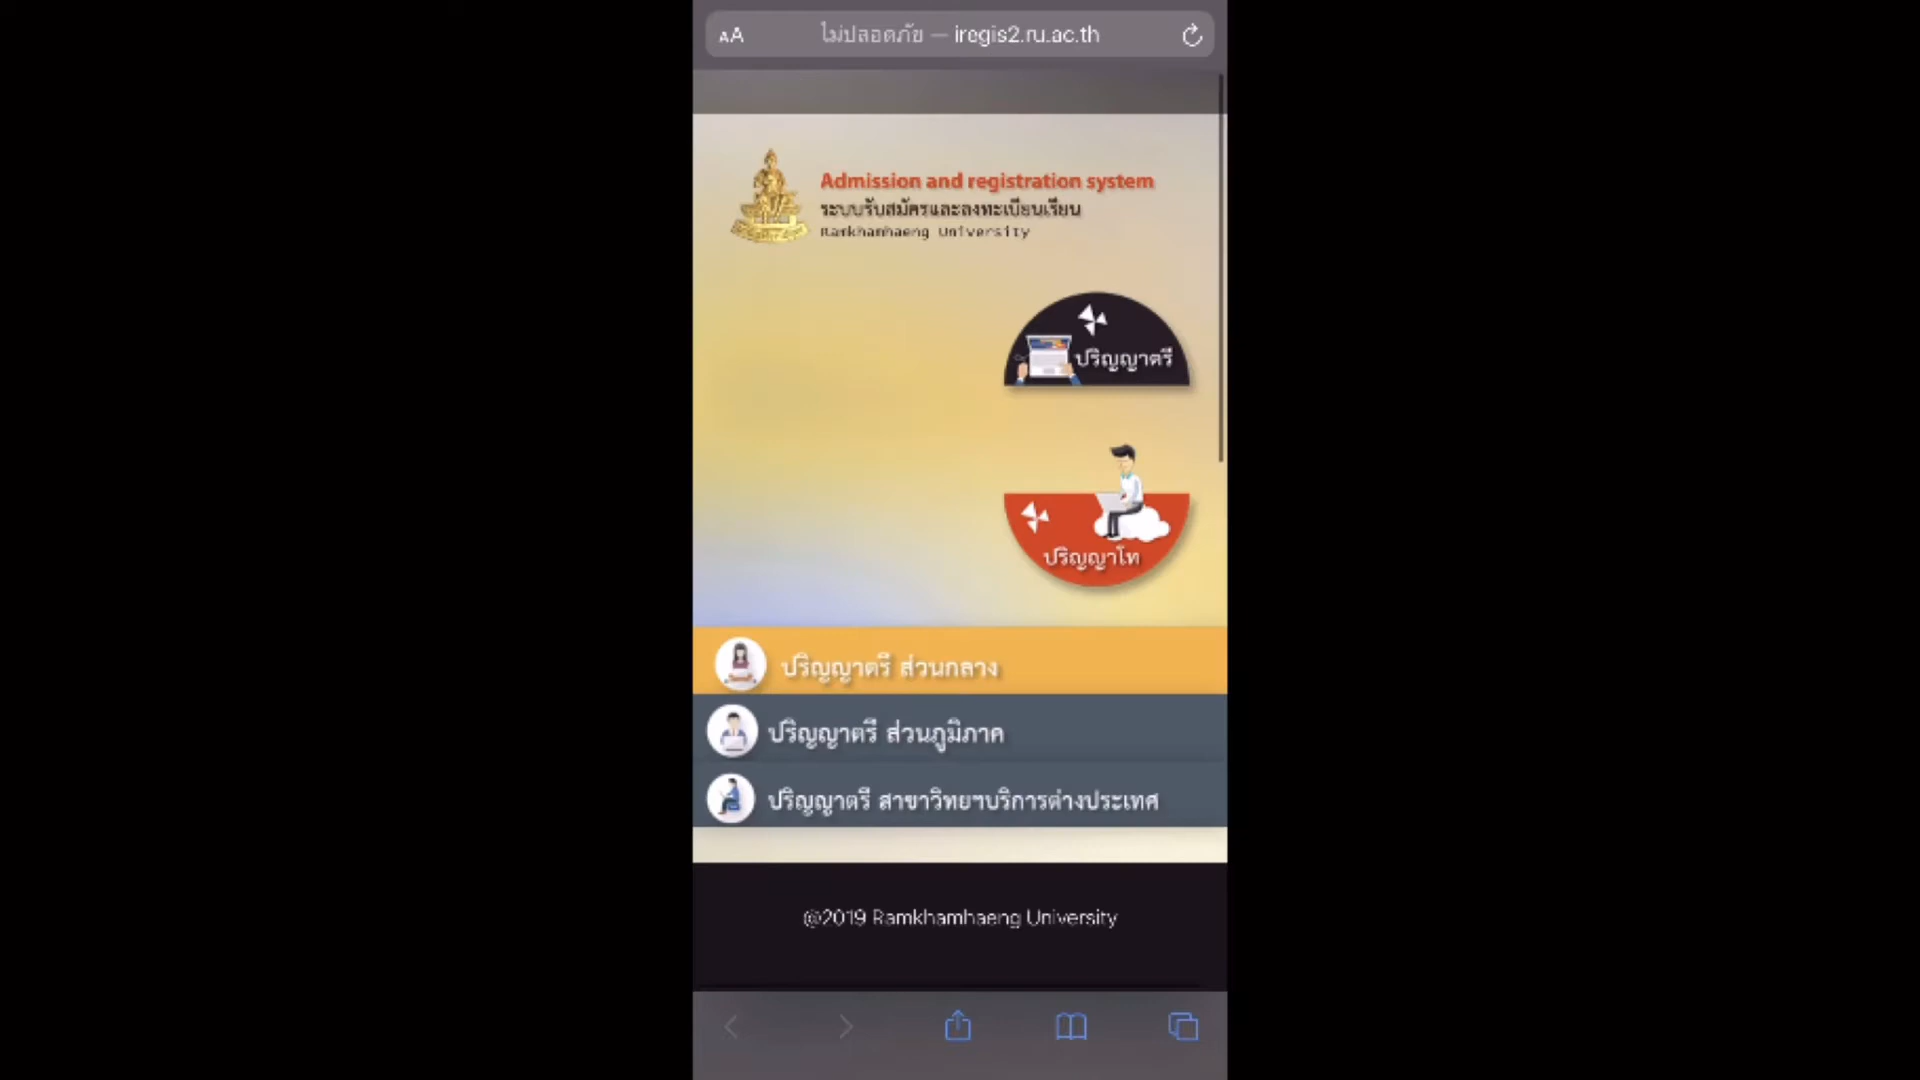 AA ไม่ปลอดภัย — iregis2.ru.ac.th
Admission and registration system
ระบบรับสมัครและลงทะเบียนเรียน
Ramkhamhaeng University
ปริญญาตรี
ปริญญาโท
ปริญญาตรี ส่วนกลาง
ปริญญาตรี ส่วนภูมิภาค
ปริญญาตรี สาขาวิทยฯบริการต่างประเทศ
@2019 Ramkhamhaeng University